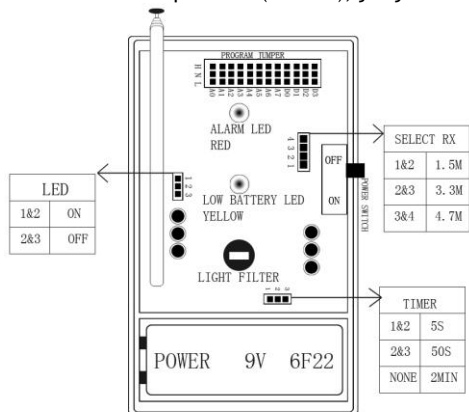 PROGRAM JUMPER
H
N
L
A0 A1 A2 A3 A4 A5 A6 A7 D0 D1 D2 D3
ALARM LED
RED
4 3 2 1
OFF
ON
POWER SWITCH
SELECT RX
1&2 1.5M
2&3 3.3M
3&4 4.7M
LED
1&2 ON
2&3 OFF
1 2 3
LOW BATTERY LED
YELLOW
LIGHT FILTER
1 2 3
TIMER
1&2 5S
2&3 50S
NONE 2MIN
POWER 9V 6F22